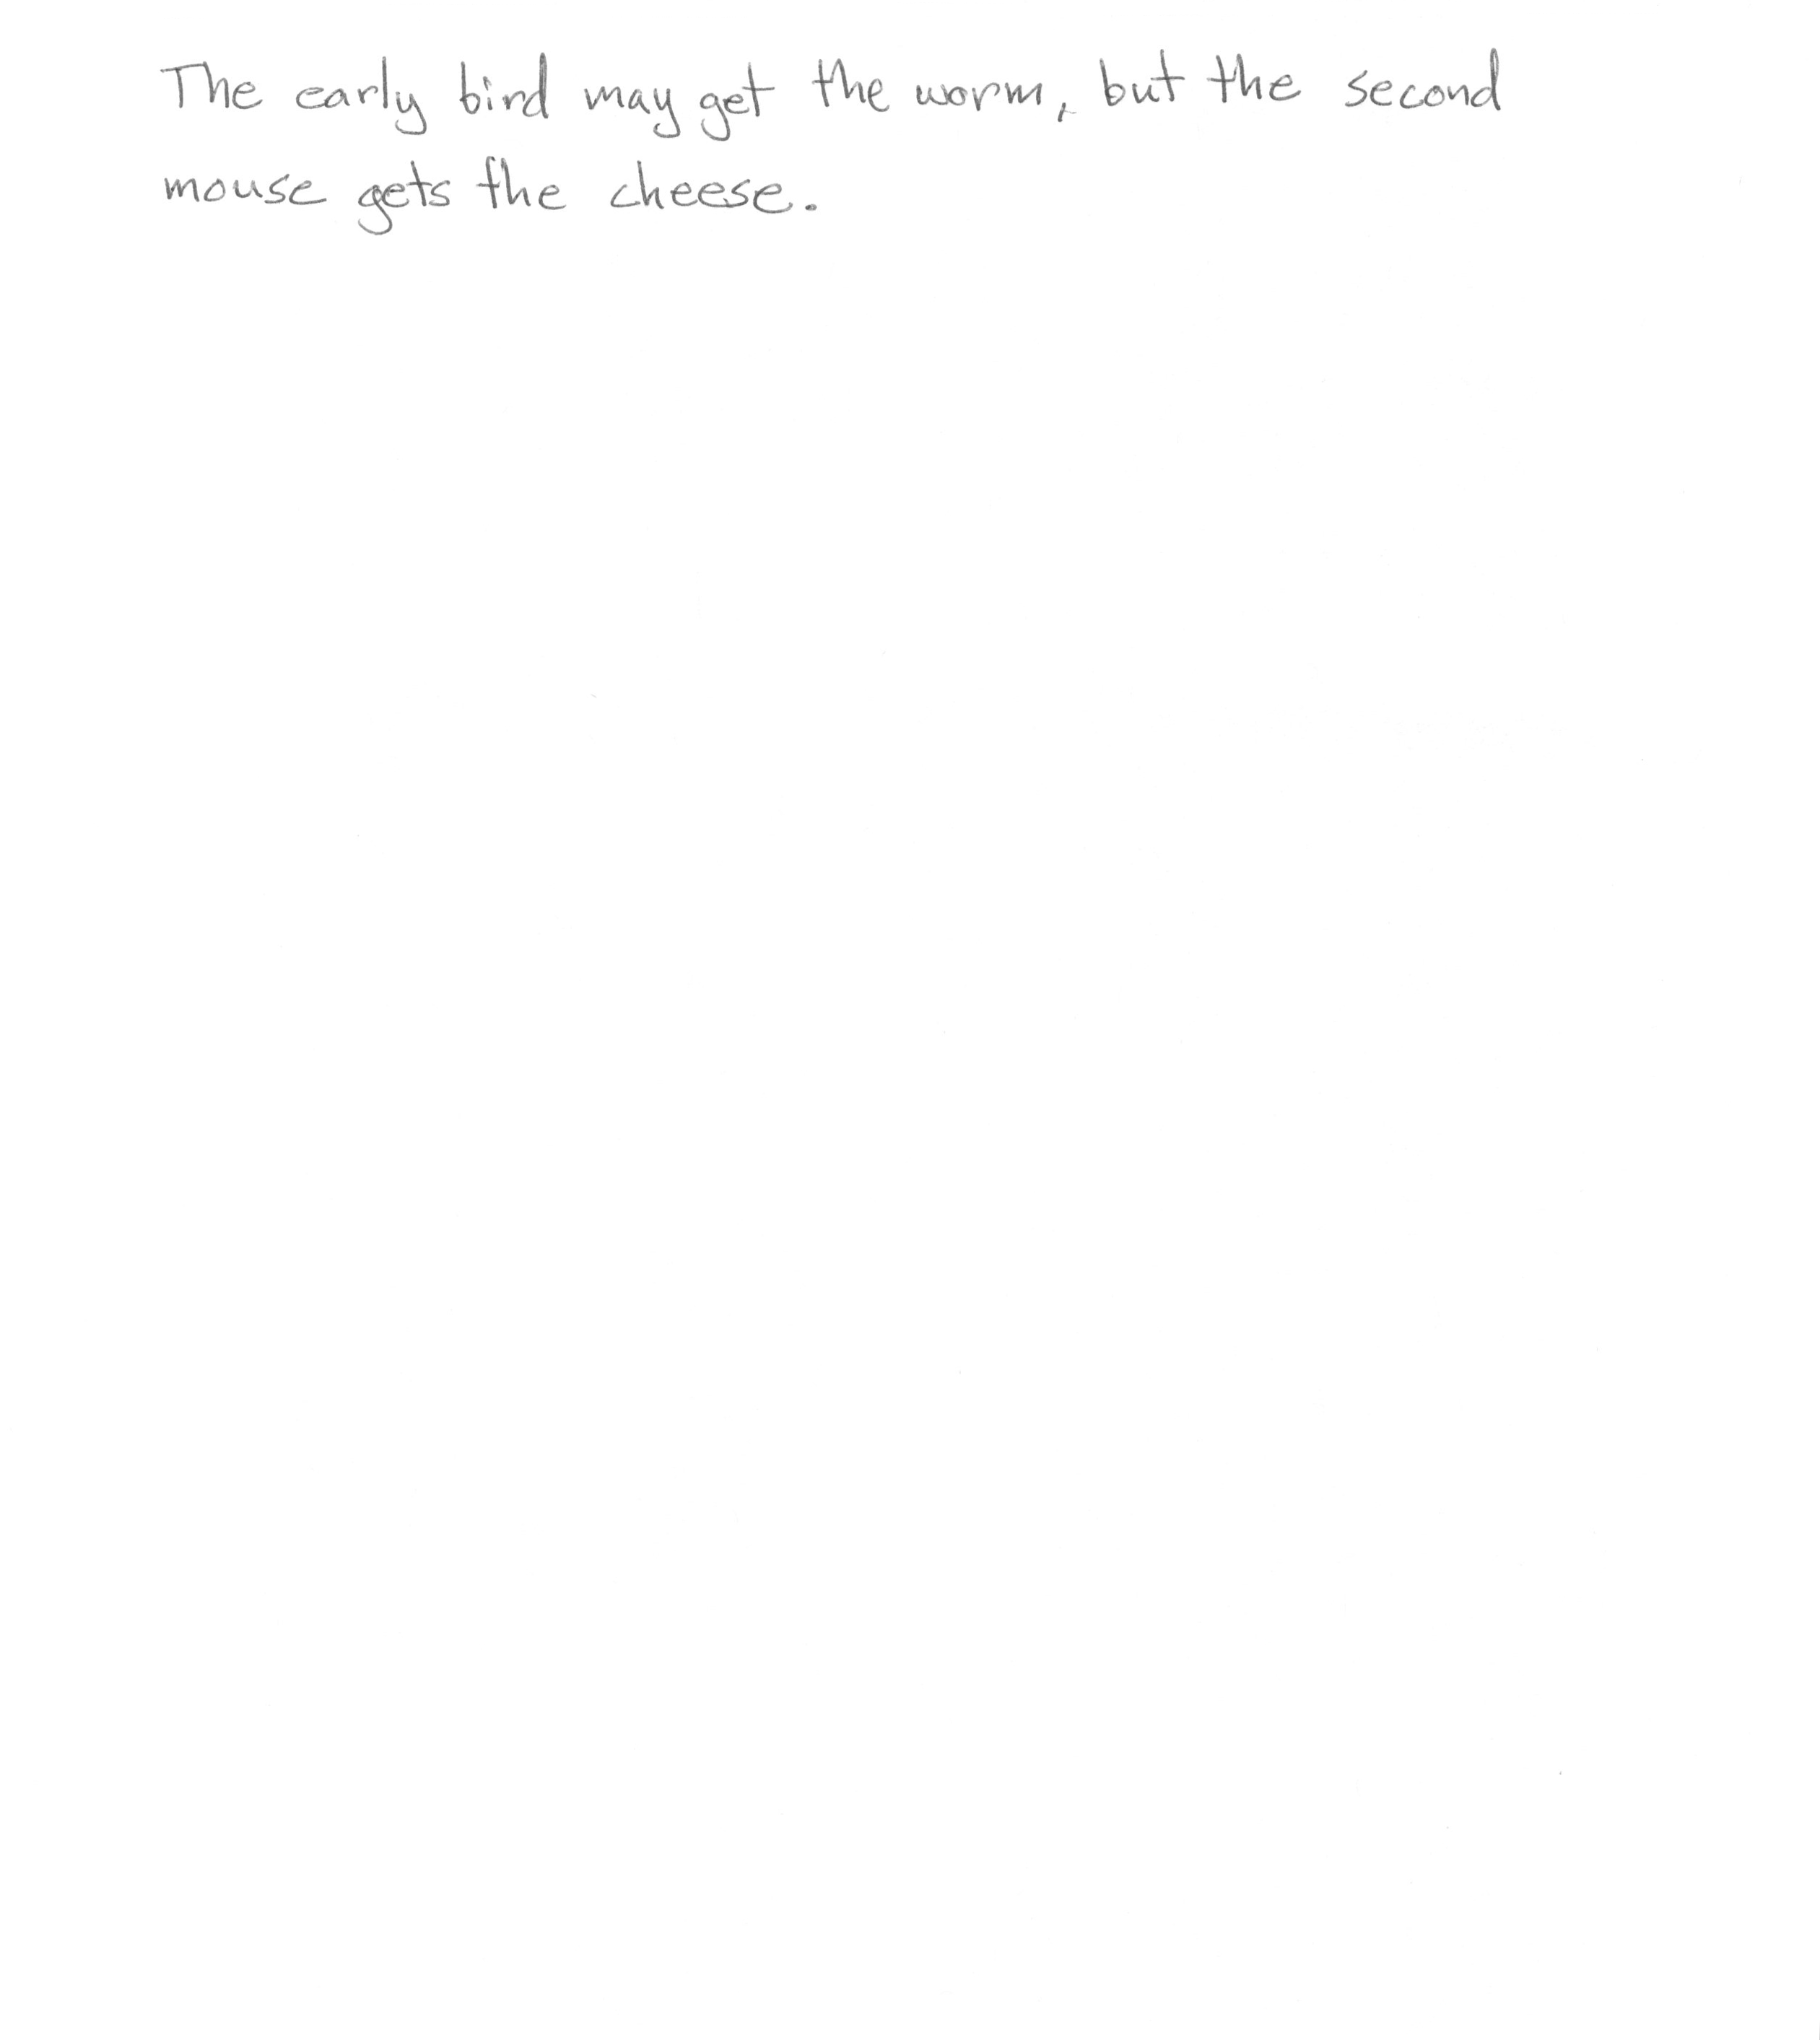 The early bird may get the worm, but the second
mouse gets the cheese.